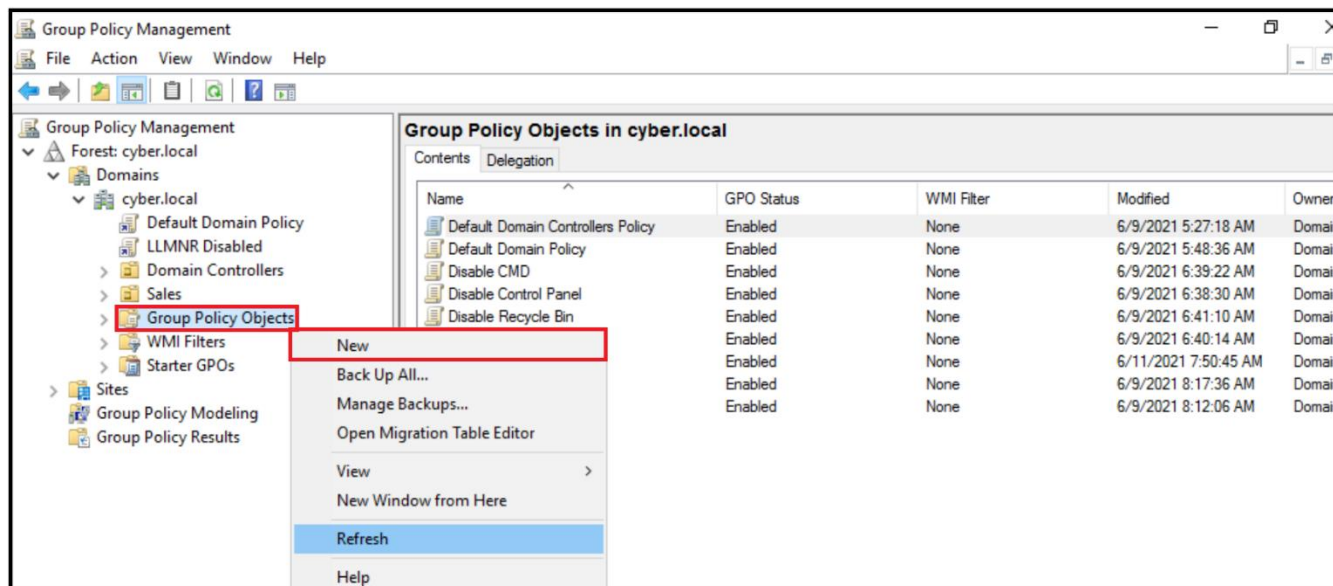 Group Policy Management
File Action View Window Help
Group Policy Management
Forest: cyber.local
Domains
cyber.local
Default Domain Policy
LLMNR Disabled
Domain Controllers
Sales
Group Policy Objects
WMI Filters
Starter GPOs
Sites
Group Policy Modeling
Group Policy Results
Group Policy Objects in cyber.local
Contents Delegation
Name GPO Status WMI Filter Modified Owner
Default Domain Controllers Policy Enabled None 6/9/2021 5:27:18 AM Domai
Default Domain Policy Enabled None 6/9/2021 5:48:36 AM Domai
Disable CMD Enabled None 6/9/2021 6:39:22 AM Domai
Disable Control Panel Enabled None 6/9/2021 6:38:30 AM Domai
Disable Recycle Bin Enabled None 6/9/2021 6:41:10 AM Domai
Enabled None 6/9/2021 6:40:14 AM Domai
Enabled None 6/11/2021 7:50:45 AM Domai
Enabled None 6/9/2021 8:17:36 AM Domai
Enabled None 6/9/2021 8:12:06 AM Domai
New
Back Up All...
Manage Backups...
Open Migration Table Editor
View
New Window from Here
Refresh
Help